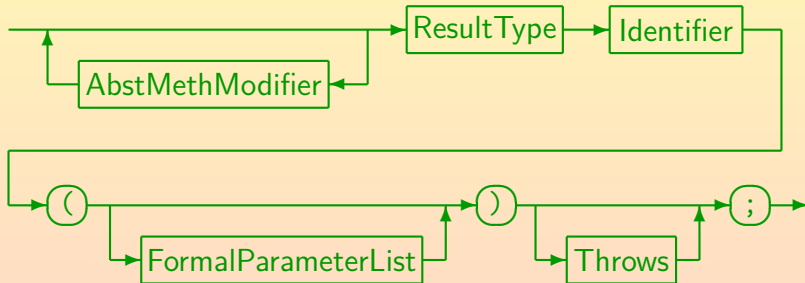 ResultType Identifier
AbstMethModifier
( ) ;
FormalParameterList Throws